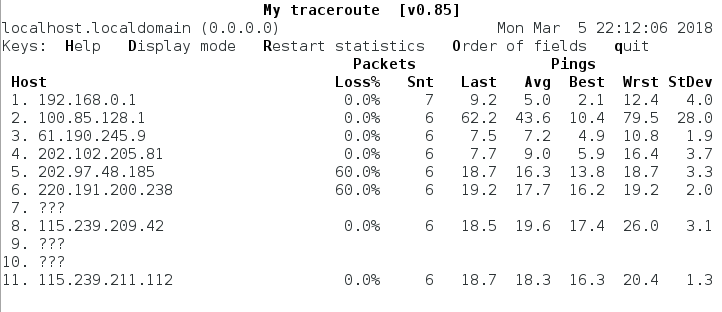 My traceroute  [v0.85]
localhost.localdomain (0.0.0.0) Mon Mar  5 22:12:06 2018
Keys:  Help   Display mode   Restart statistics   Order of fields   quit
Packets Pings
Host Loss% Snt Last Avg Best Wrst StDev
1. 192.168.0.1 0.0% 7 9.2 5.0 2.1 12.4 4.0
2. 100.85.128.1 0.0% 6 62.2 43.6 10.4 79.5 28.0
3. 61.190.245.9 0.0% 6 7.5 7.2 4.9 10.8 1.9
4. 202.102.205.81 0.0% 6 7.7 9.0 5.9 16.4 3.7
5. 202.97.48.185 60.0% 6 18.7 16.3 13.8 18.7 3.3
6. 220.191.200.238 60.0% 6 19.2 17.7 16.2 19.2 2.0
7. ???
8. 115.239.209.42 0.0% 6 18.5 19.6 17.4 26.0 3.1
9. ???
10. ???
11. 115.239.211.112 0.0% 6 18.7 18.3 16.3 20.4 1.3